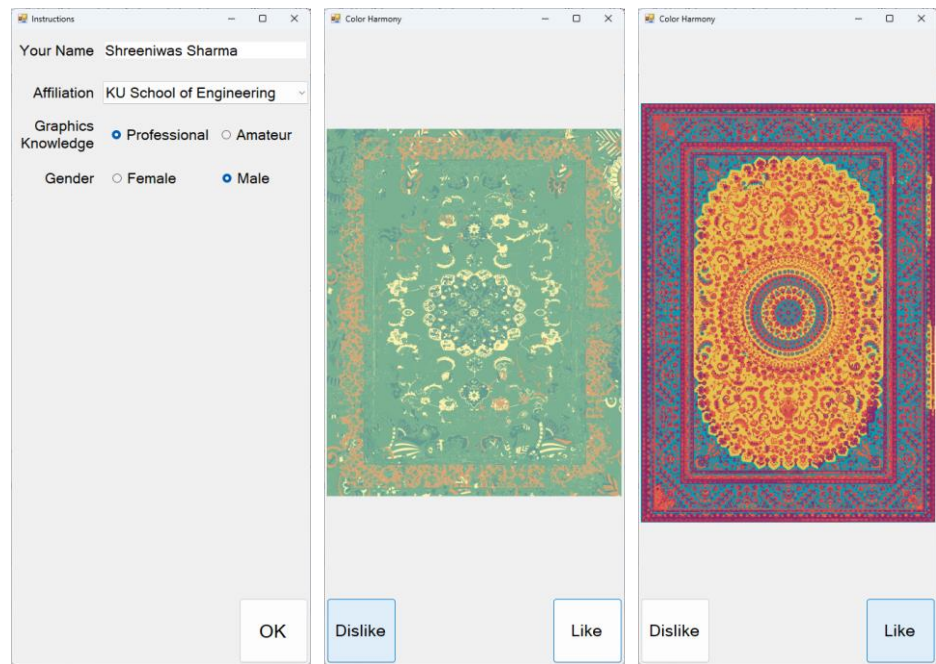 Instructions
Your Name Shreeniwas Sharma
Affiliation KU School of Engineering
Graphics
Knowledge
Professional Amateur
Gender Female Male
OK
Color Harmony
Dislike Like
Color Harmony
Dislike Like